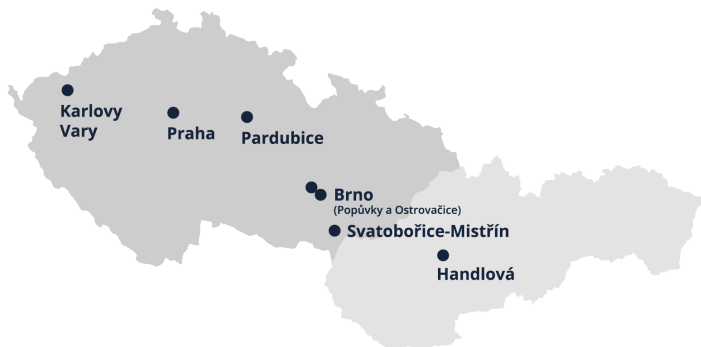 Karlovy
Vary
Praha
Pardubice
Brno
(Popůvky a Ostrovačice)
Svatobořice-Mistřín
Handlová